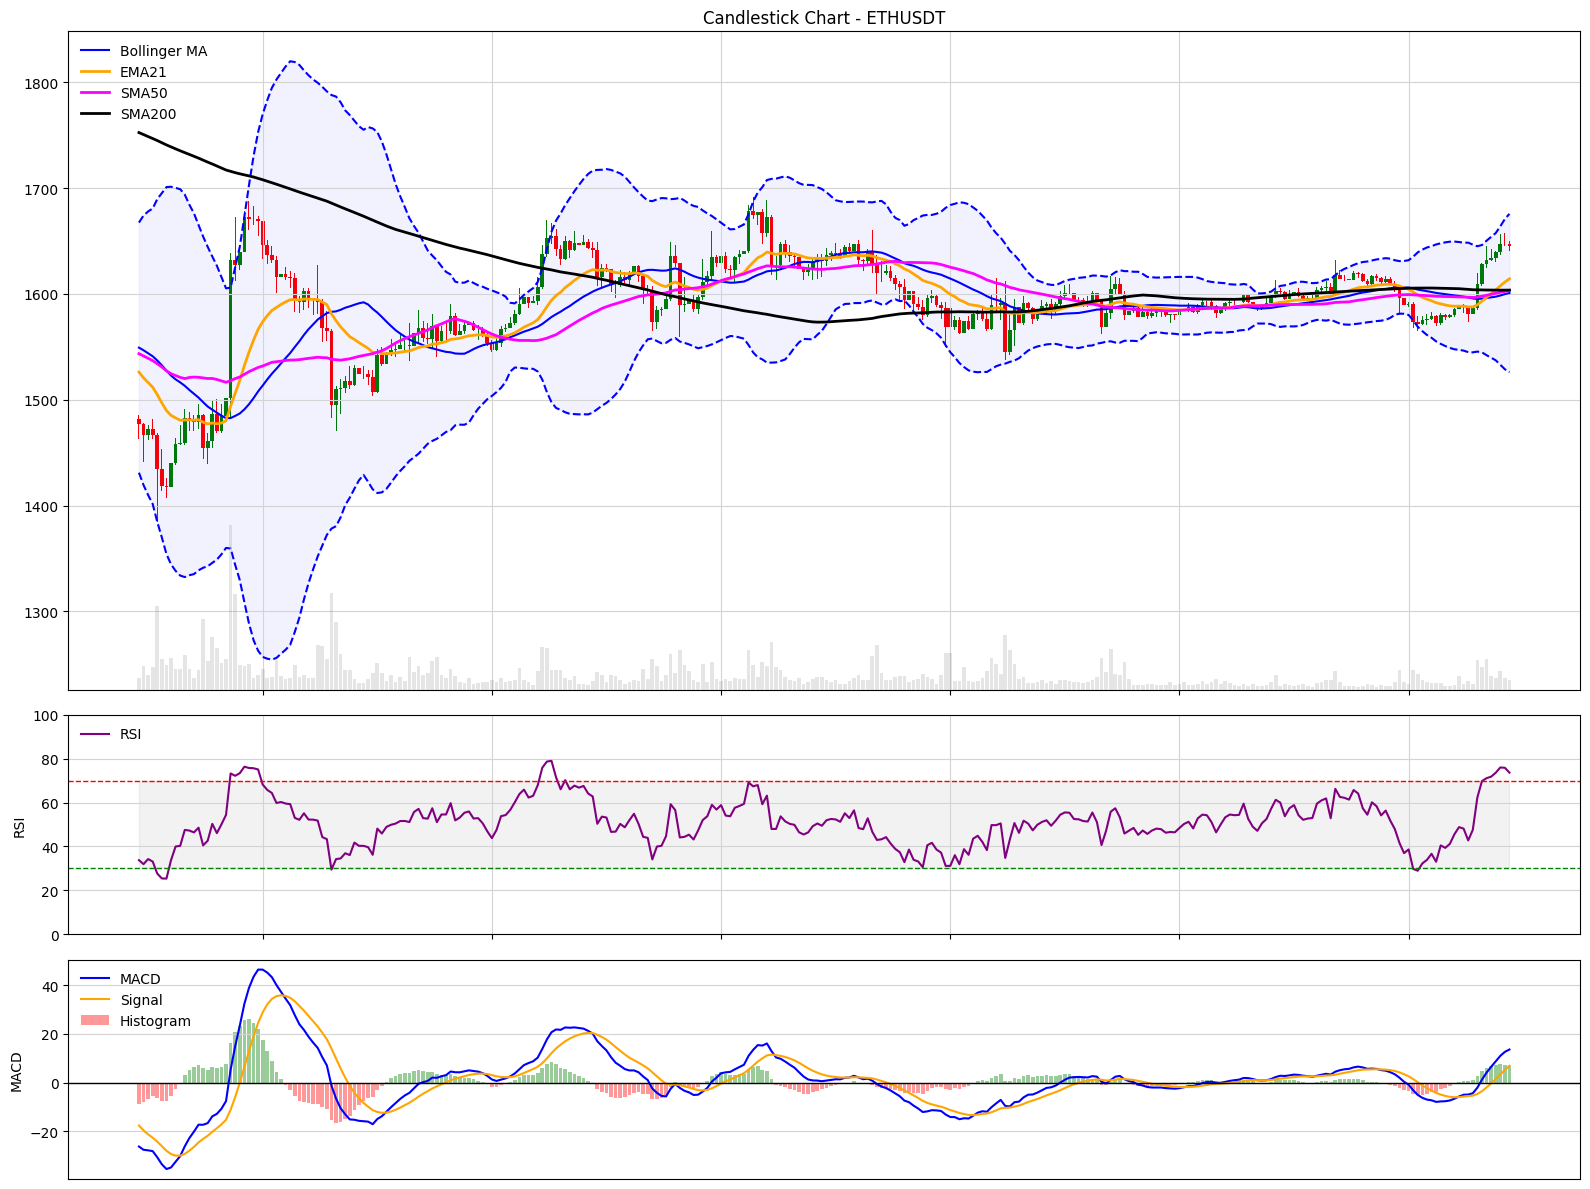 Candlestick Chart - ETHUSDT
Bollinger MA
EMA21
SMA50
SMA200
1800
1700
1600
1500
1400
1300
RSI
100
80
60
40
20
0
RSI
MACD
Signal
Histogram
40
20
0
−20
MACD